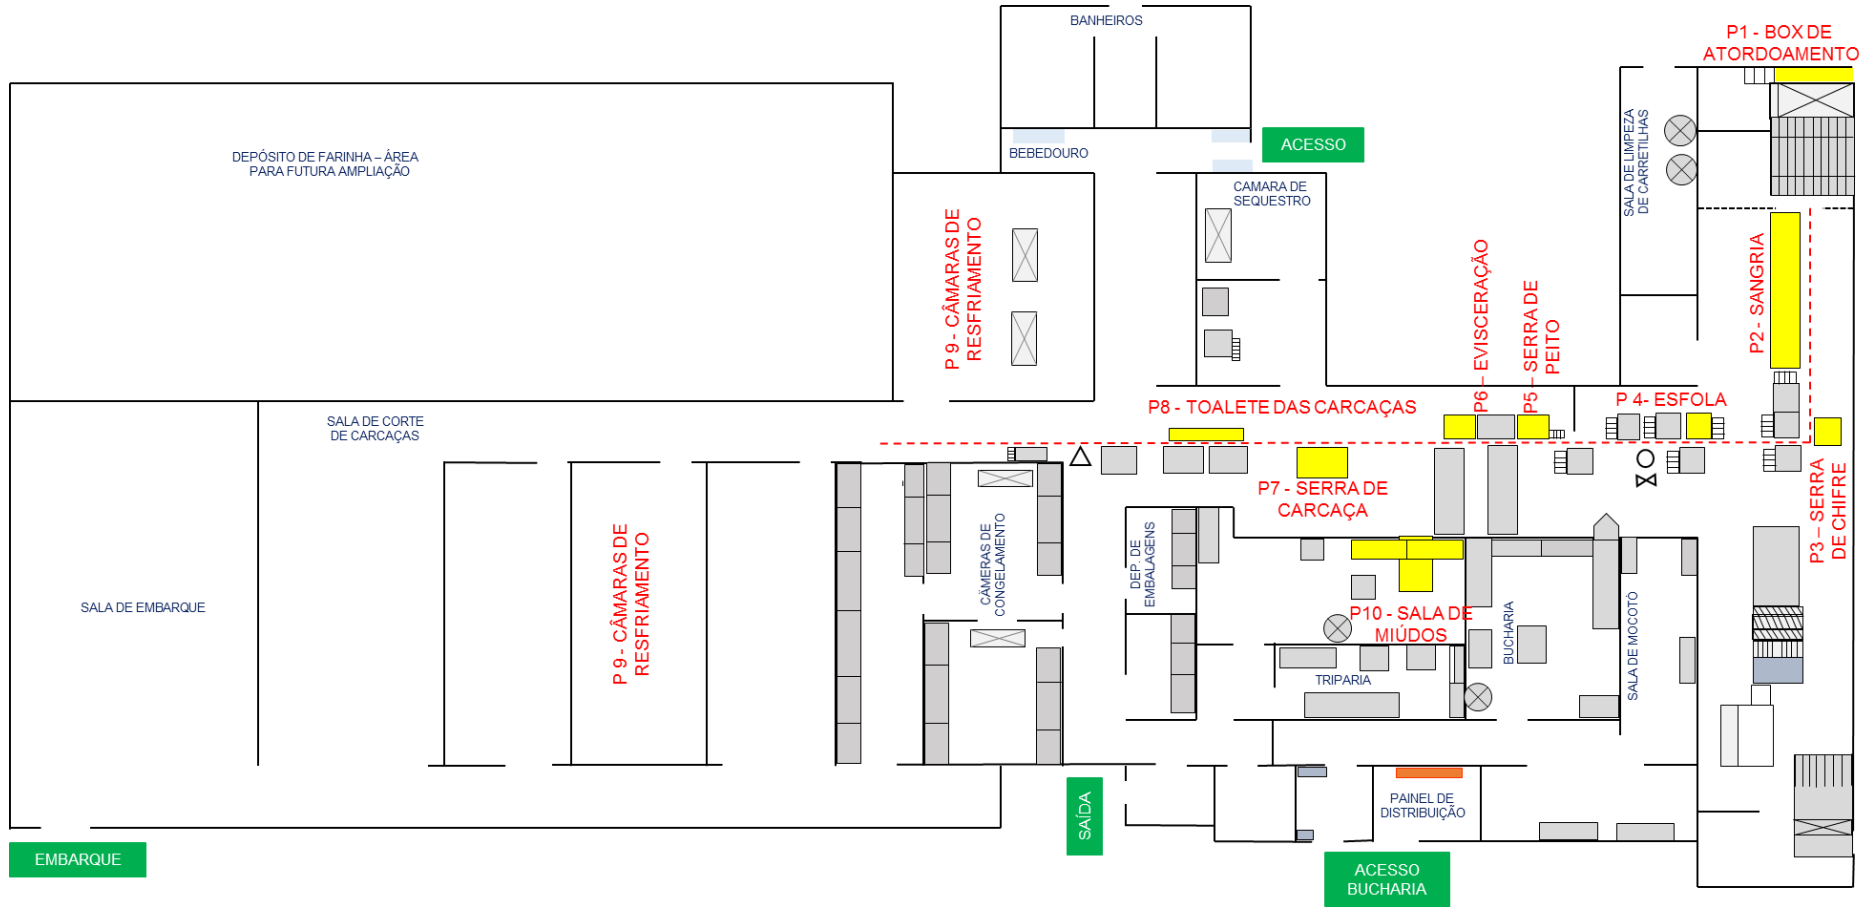 BANHEIROS
P1 - BOX DE
ATORDOAMENTO
DEPÓSITO DE FARINHA – ÁREA
PARA FUTURA AMPLIAÇÃO
BEBEDOURO
ACESSO
CAMARA DE
SEQUESTRO
SALA DE LIMPEZA
DE CARRETILHAS
P 9 - CÂMARAS DE
RESFRIAMENTO
P6 – EVISCERAÇÃO
P5 – SERRA DE
PEITO
P2 - SANGRIA
P8 - TOALETE DAS CARCAÇAS
P 4- ESFOLA
SALA DE CORTE
DE CARCAÇAS
P7 - SERRA DE
CARCAÇA
P3 – SERRA
DE CHIFRE
P 9 - CÂMARAS DE
RESFRIAMENTO
CÂMERAS DE
CONGELAMENTO
DEP. DE
EMBALAGENS
SALA DE EMBARQUE
P10 - SALA DE
MIÚDOS
BUCHARIA
SALA DE MOCOTÓ
TRIPARIA
SAÍDA
PAINEL DE
DISTRIBUIÇÃO
EMBARQUE
ACESSO
BUCHARIA